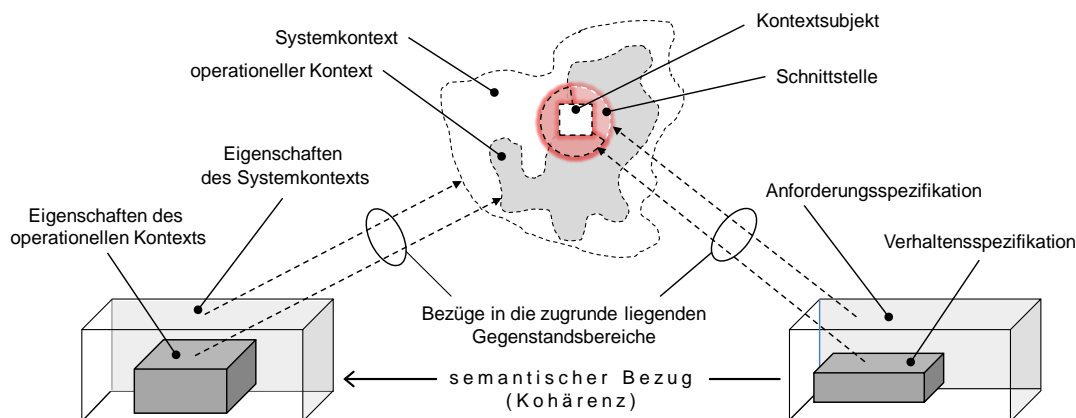 Kontextsubjekt
Systemkontext
operationeller Kontext
Schnittstelle
Eigenschaften
des Systemkontexts
Eigenschaften des
operationellen Kontexts
Anforderungsspezifikation
Verhaltensspezifikation
Bezüge in die zugrunde liegenden
Gegenstandsbereiche
semantischer Bezug
(Kohärenz)